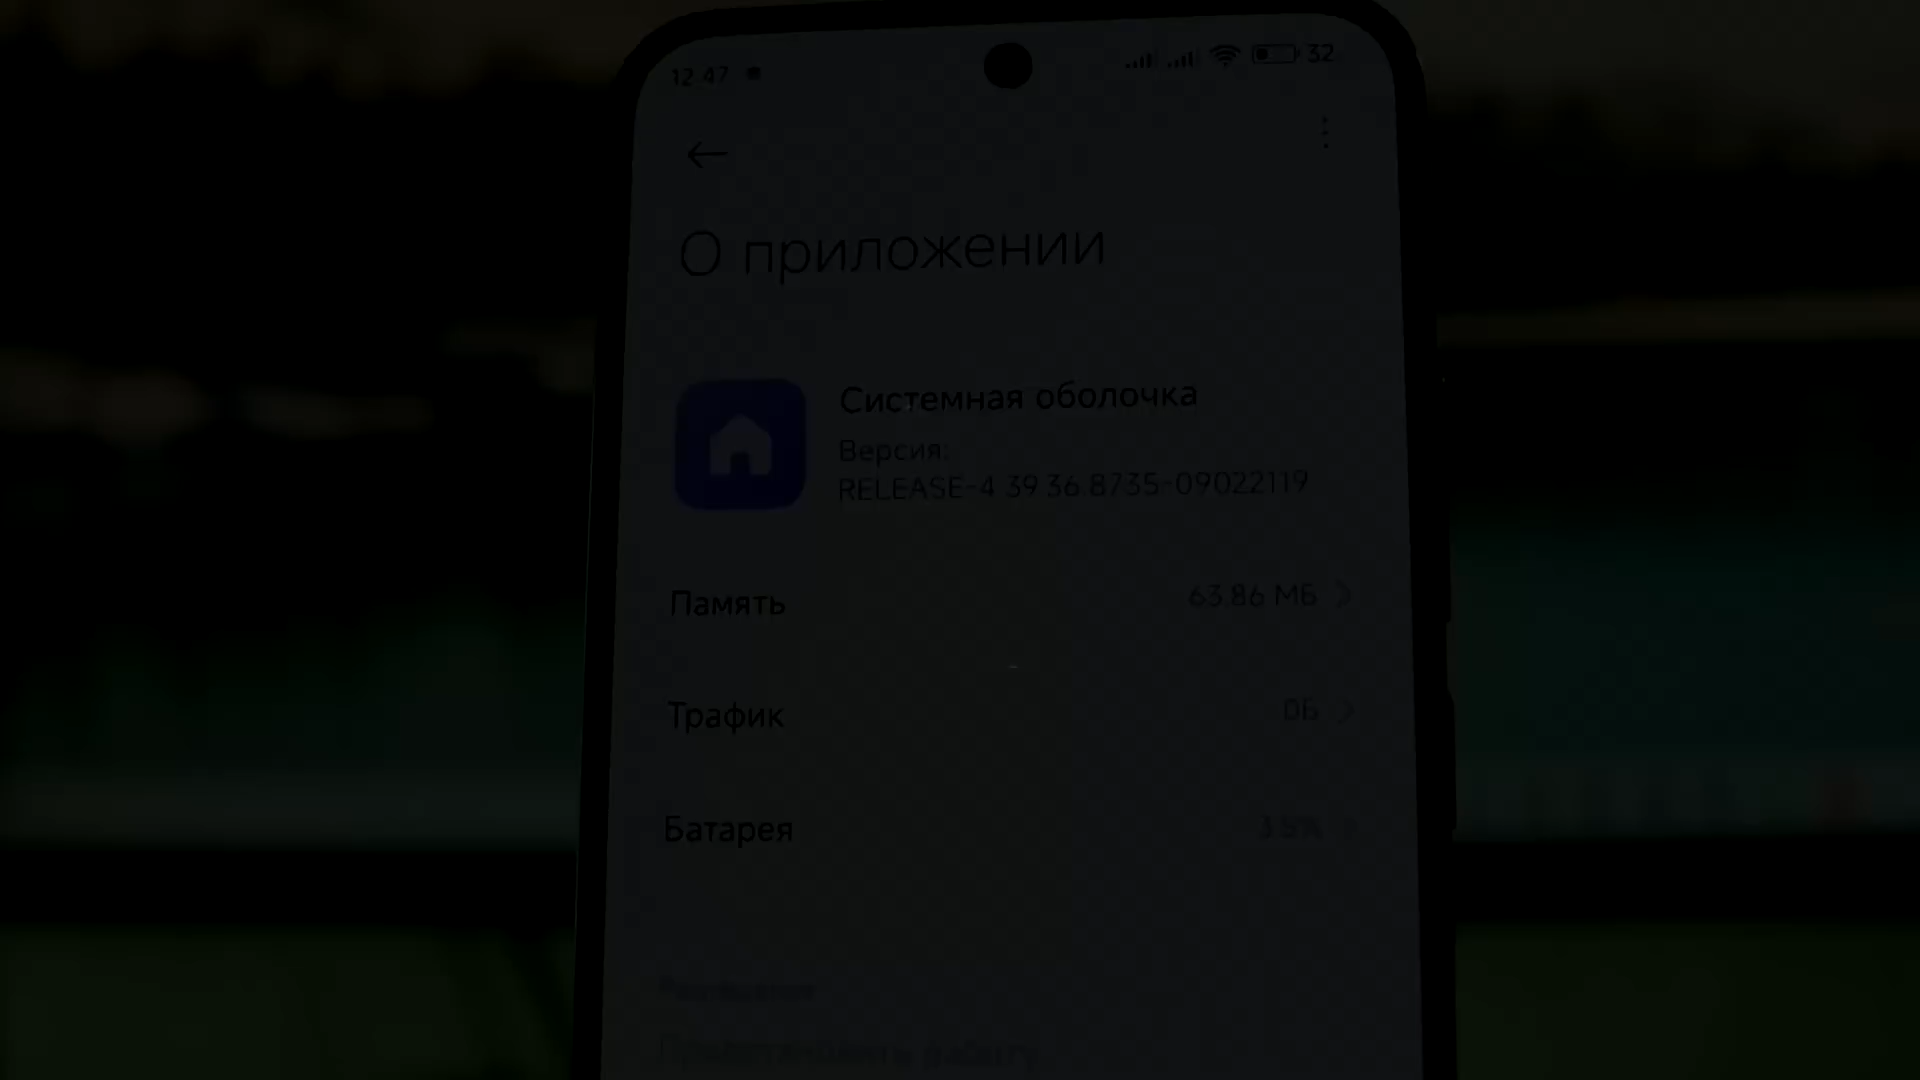 12 47
32
О приложении
Системная оболочка
Версия:
RELEASE-4 39 36.8735-09022119
Память
63.86 МБ
Трафик
0Б
Батарея